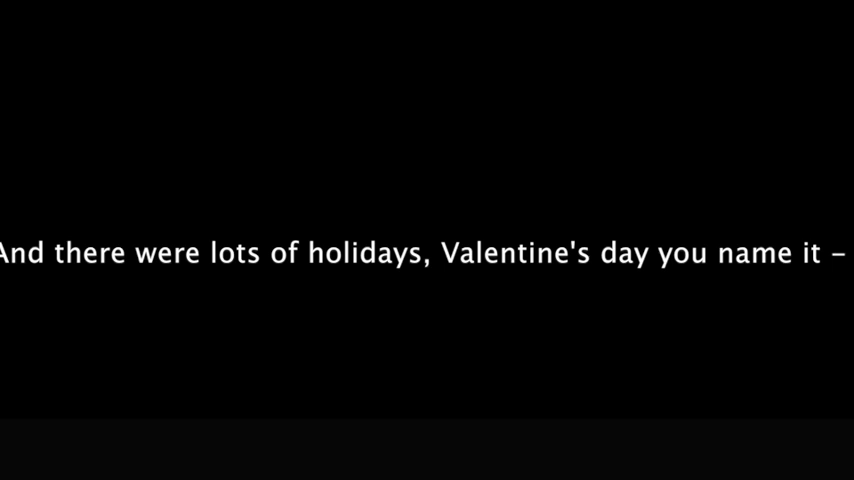 And there were lots of holidays, Valentine's day you name it –